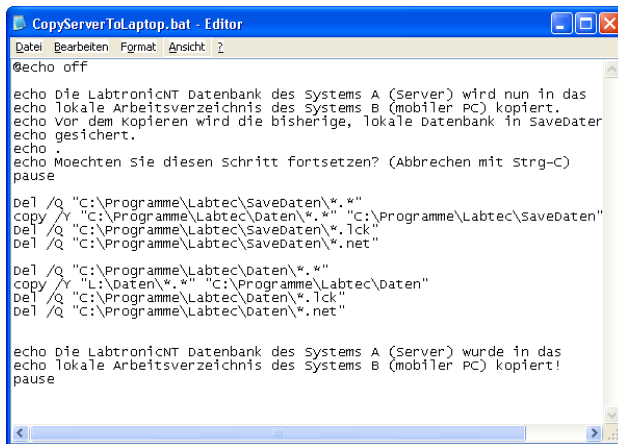 CopyServerToLaptop.bat - Editor
Datei Bearbeiten Format Ansicht ?
@echo off
echo Die LabtronicNT Datenbank des Systems A (Server) wird nun in das
echo lokale Arbeitsverzeichnis des Systems B (mobiler PC) kopiert.
echo Vor dem Kopieren wird die bisherige, lokale Datenbank in SaveDaten
echo gesichert.
echo .
echo Moechten Sie diesen Schritt fortsetzen? (Abbrechen mit Strg-C)
pause
Del /Q "C:\Programme\Labtec\SaveDaten\*.*"
copy /Y "C:\Programme\Labtec\Daten\*.*" "C:\Programme\Labtec\SaveDaten"
Del /Q "C:\Programme\Labtec\SaveDaten\*.lck"
Del /Q "C:\Programme\Labtec\SaveDaten\*.net"
Del /Q "C:\Programme\Labtec\Daten\*.*"
copy /Y "L:\Daten\*.*" "C:\Programme\Labtec\Daten"
Del /Q "C:\Programme\Labtec\Daten\*.lck"
Del /Q "C:\Programme\Labtec\Daten\*.net"
echo Die LabtronicNT Datenbank des Systems A (Server) wurde in das
echo lokale Arbeitsverzeichnis des Systems B (mobiler PC) kopiert!
pause